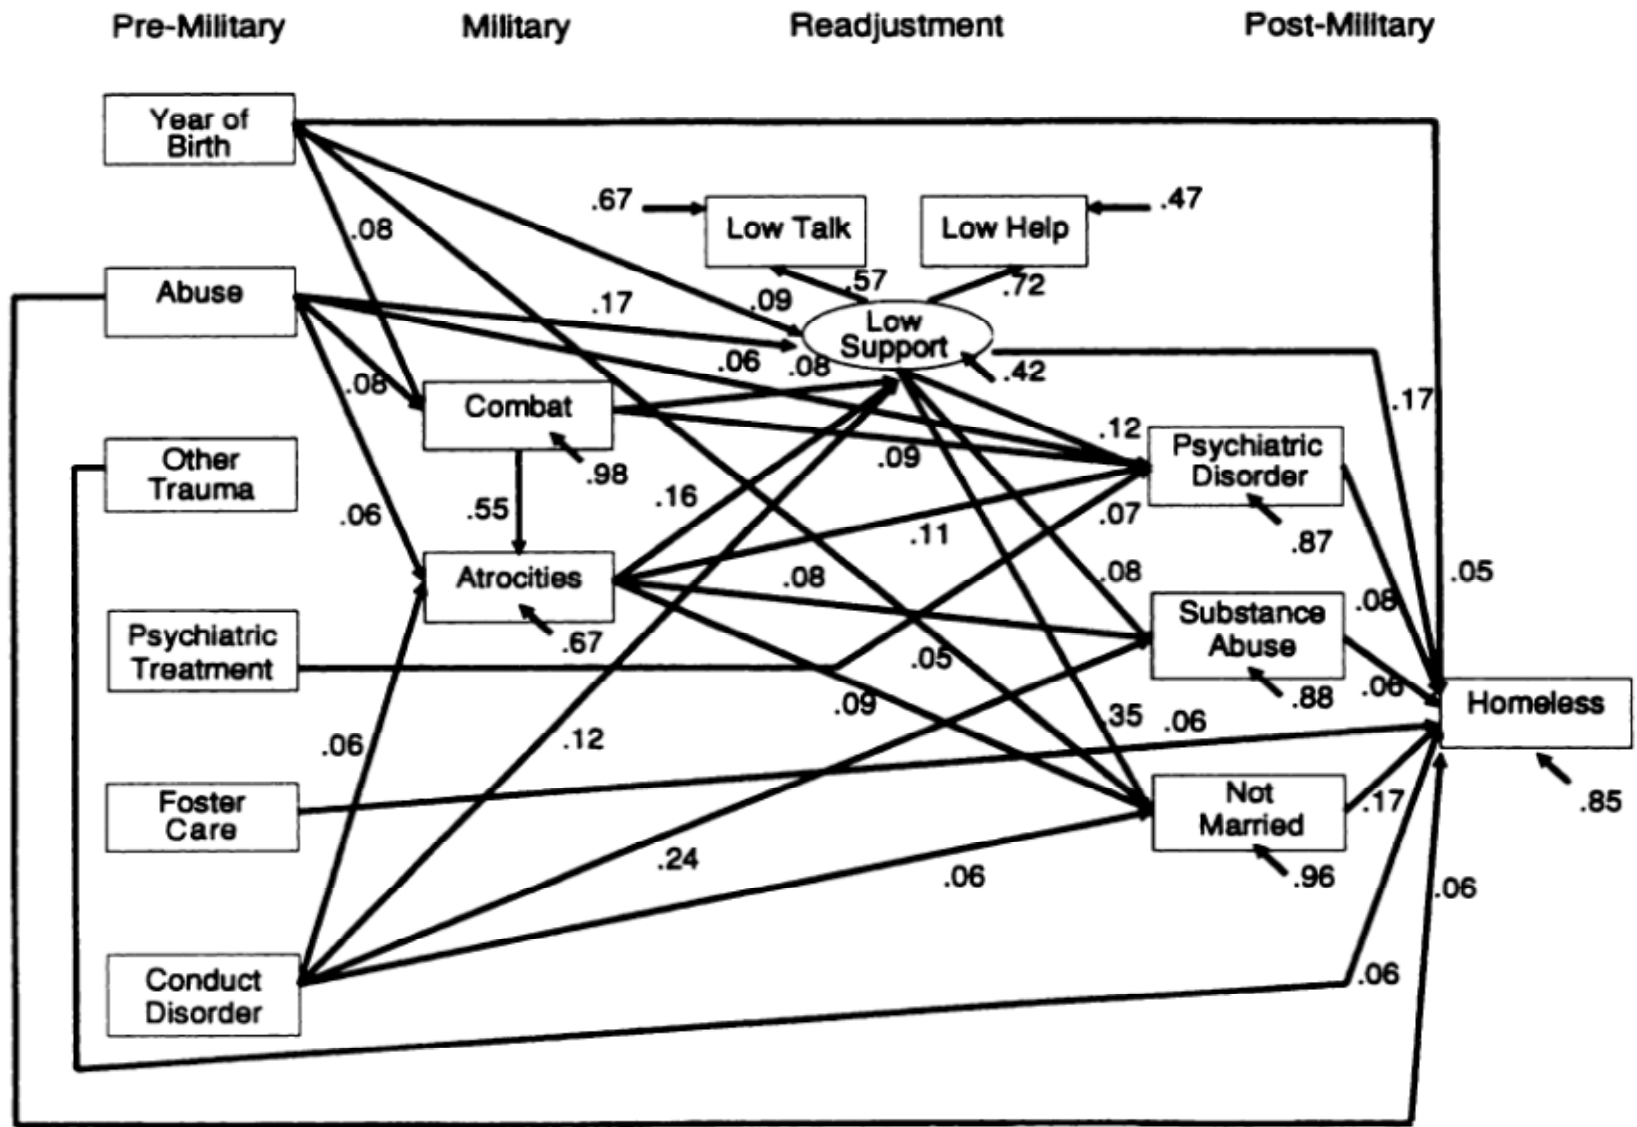 Pre-Military Military Readjustment Post-Military
Year of
Birth
.67
Low Talk
Low Help
.47
.08
.57
.72
Abuse
.17
.09
Low
Support
.42
.06
.08
.08
Combat
.98
.17
.12
.09
Psychiatric
Disorder
.87
Other
Trauma
.06
.55
.16
.11
.07
Atrocities
.67
.08
.08
.05
.08
Substance
Abuse
.88
.06
Psychiatric
Treatment
.05
.09
.35
.06
Homeless
.85
.06
.12
Foster
Care
Not
Married
.96
.17
.24
.06
.06
Conduct
Disorder
.06